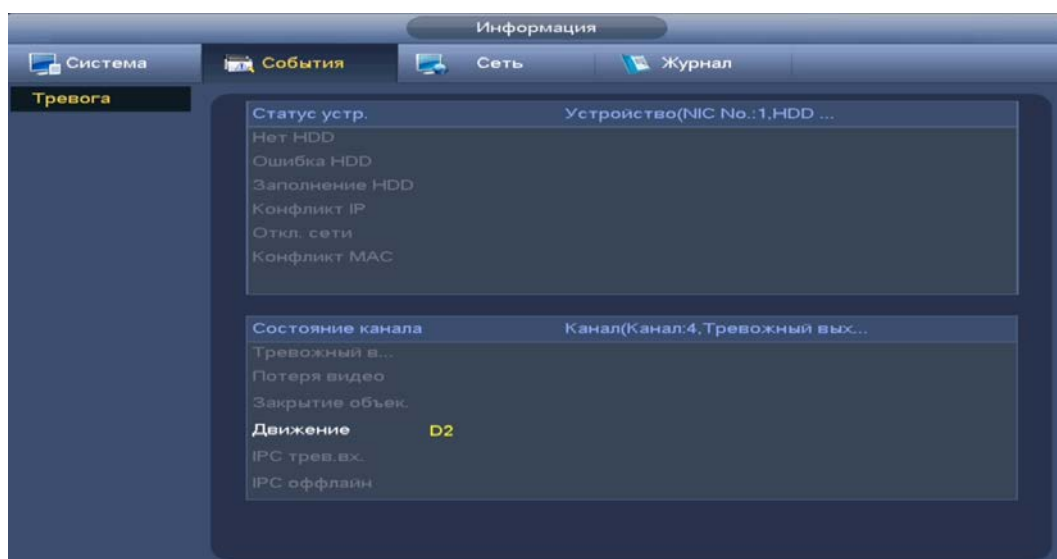 Информация
Система События Сеть Журнал
Тревога
Статус устр. Устройство(NIC No.:1,HDD ...
Нет HDD
Ошибка HDD
Заполнение HDD
Конфликт IP
Откл. сети
Конфликт MAC
Состояние канала Канал(Канал:4,Тревожный вых...
Тревожный в...
Потеря видео
Закрытие объек.
Движение D2
IPC трев.вх.
IPC оффлайн